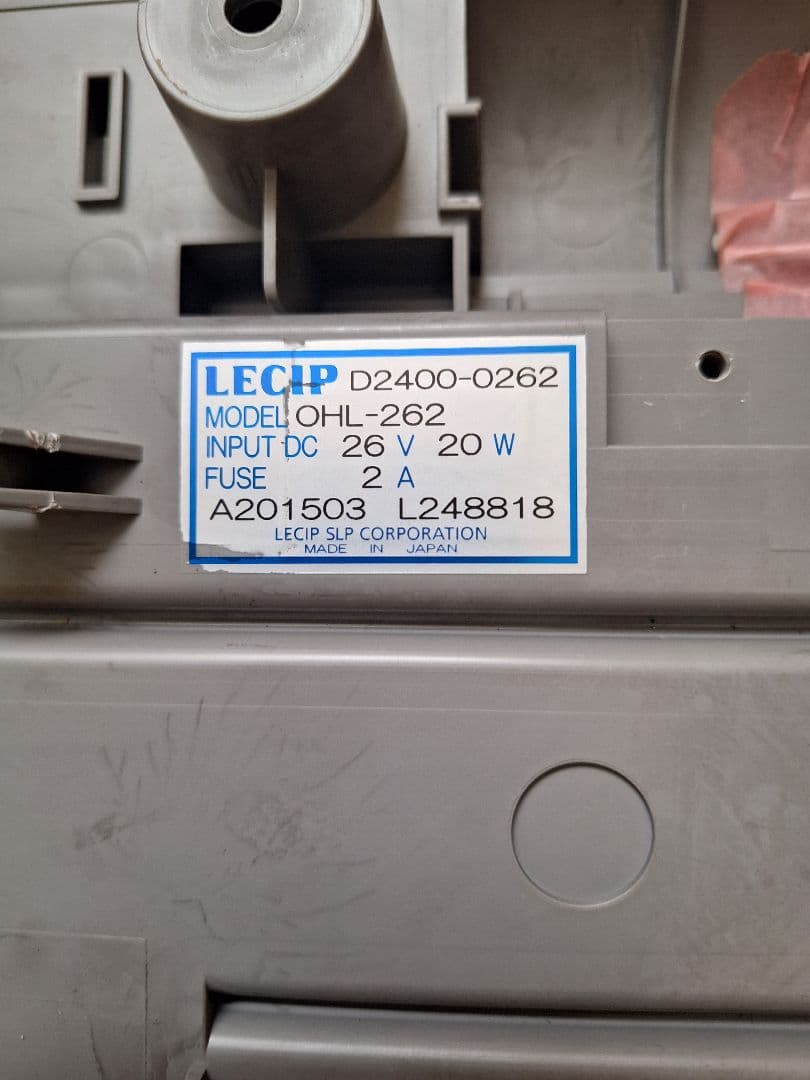 LECIP D2400-0262
MODEL OHL-262
INPUT DC 26 V 20 W
FUSE 2 A
A201503 L248818
LECIP SLP CORPORATION
MADE IN JAPAN